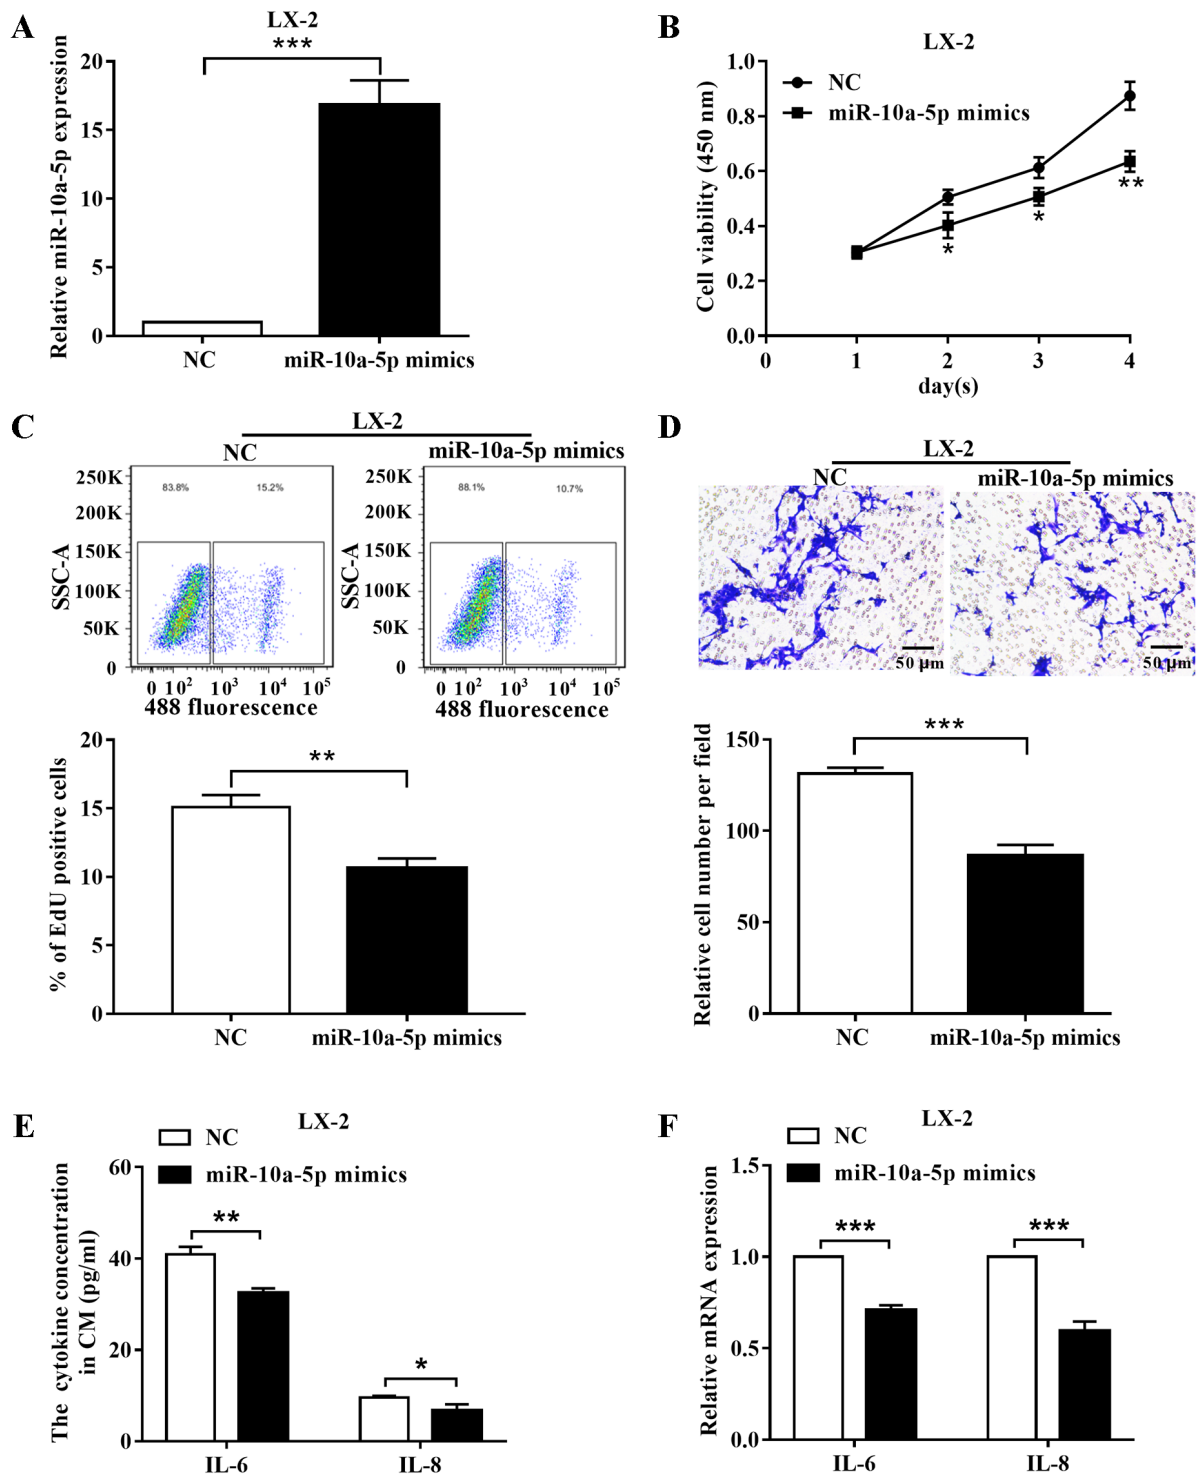 A
LX-2
***
Relative miR-10a-5p expression
20
15
10
5
0
NC
miR-10a-5p mimics
B
LX-2
NC
miR-10a-5p mimics
Cell viability (450 nm)
1.0
0.8
0.6
0.4
0.2
0.0
*
*
**
0
1
2
3
4
day(s)
C
LX-2
NC
miR-10a-5p mimics
SSC-A
250K
200K
150K
100K
50K
0
83.8%
15.2%
0 10² 10³ 10⁴ 10⁵
488 fluorescence
SSC-A
250K
200K
150K
100K
50K
0
88.1%
10.7%
0 10² 10³ 10⁴ 10⁵
488 fluorescence
% of EdU positive cells
20
15
10
5
0
**
NC
miR-10a-5p mimics
D
LX-2
NC
miR-10a-5p mimics
50 μm
50 μm
Relative cell number per field
150
100
50
0
***
NC
miR-10a-5p mimics
E
LX-2
NC
miR-10a-5p mimics
The cytokine concentration
in CM (pg/ml)
60
40
20
0
**
*
IL-6
IL-8
F
LX-2
NC
miR-10a-5p mimics
Relative mRNA expression
1.5
1.0
0.5
0.0
***
***
IL-6
IL-8